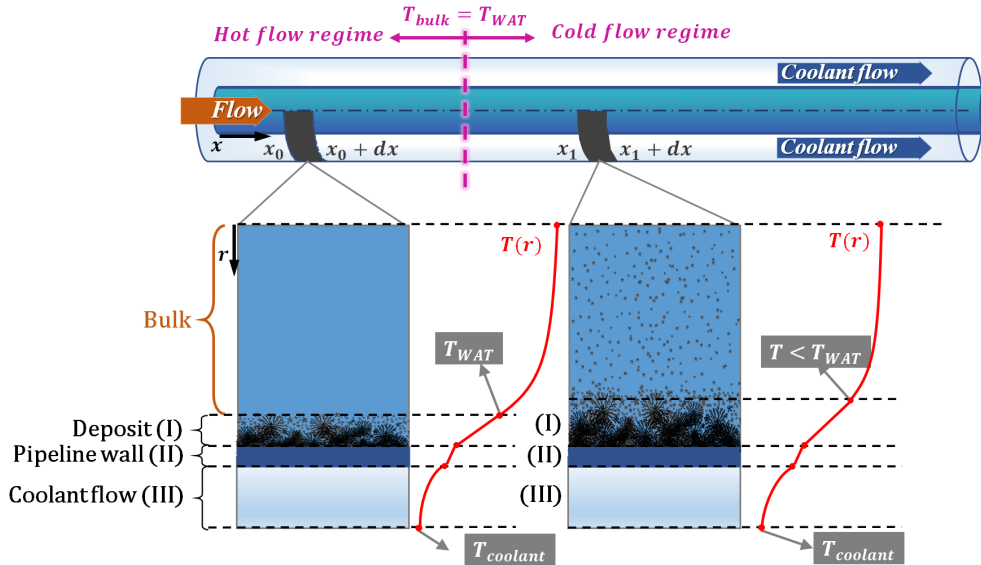 T_bulk = T_WAT
Hot flow regime
Cold flow regime
Coolant flow
Flow
x
x_0
x_0 + dx
x_1
x_1 + dx
Coolant flow
r
T(r)
T(r)
Bulk
T_WAT
T < T_WAT
Deposit (I)
(I)
Pipeline wall (II)
(II)
Coolant flow (III)
(III)
T_coolant
T_coolant